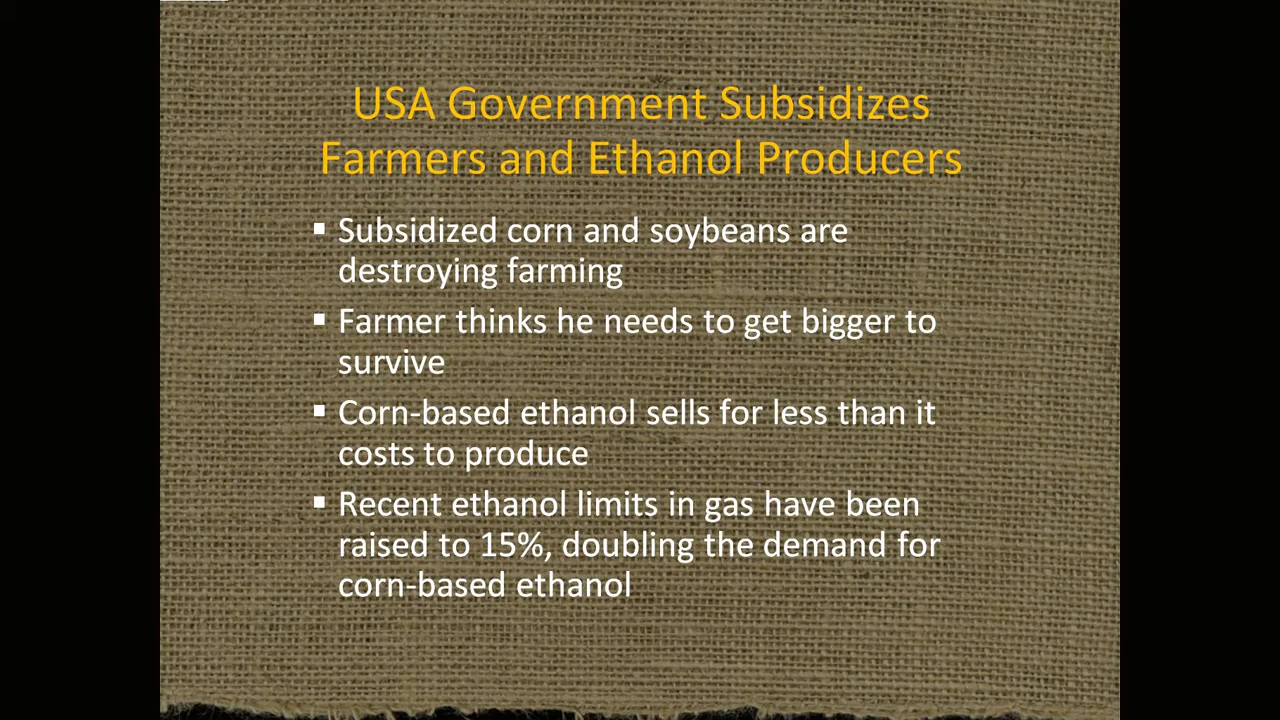 USA Government Subsidizes
Farmers and Ethanol Producers
▪ Subsidized corn and soybeans are
destroying farming
▪ Farmer thinks he needs to get bigger to
survive
▪ Corn-based ethanol sells for less than it
costs to produce
▪ Recent ethanol limits in gas have been
raised to 15%, doubling the demand for
corn-based ethanol